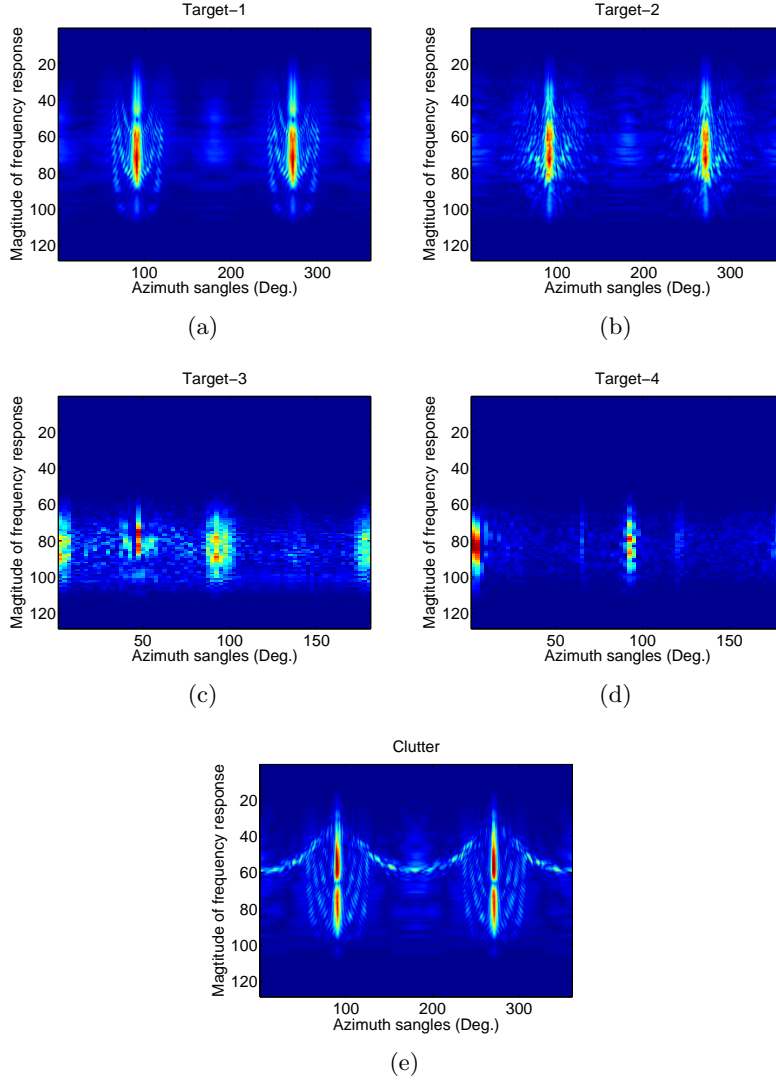 Target-1
Target-2
Magtitude of frequency response
20
40
60
80
100
120
100
200
300
Azimuth sangles (Deg.)
(a)
Magtitude of frequency response
20
40
60
80
100
120
100
200
300
Azimuth sangles (Deg.)
(b)
Target-3
Target-4
Magtitude of frequency response
20
40
60
80
100
120
50
100
150
Azimuth sangles (Deg.)
(c)
Magtitude of frequency response
20
40
60
80
100
120
50
100
150
Azimuth sangles (Deg.)
(d)
Clutter
Magtitude of frequency response
20
40
60
80
100
120
100
200
300
Azimuth sangles (Deg.)
(e)